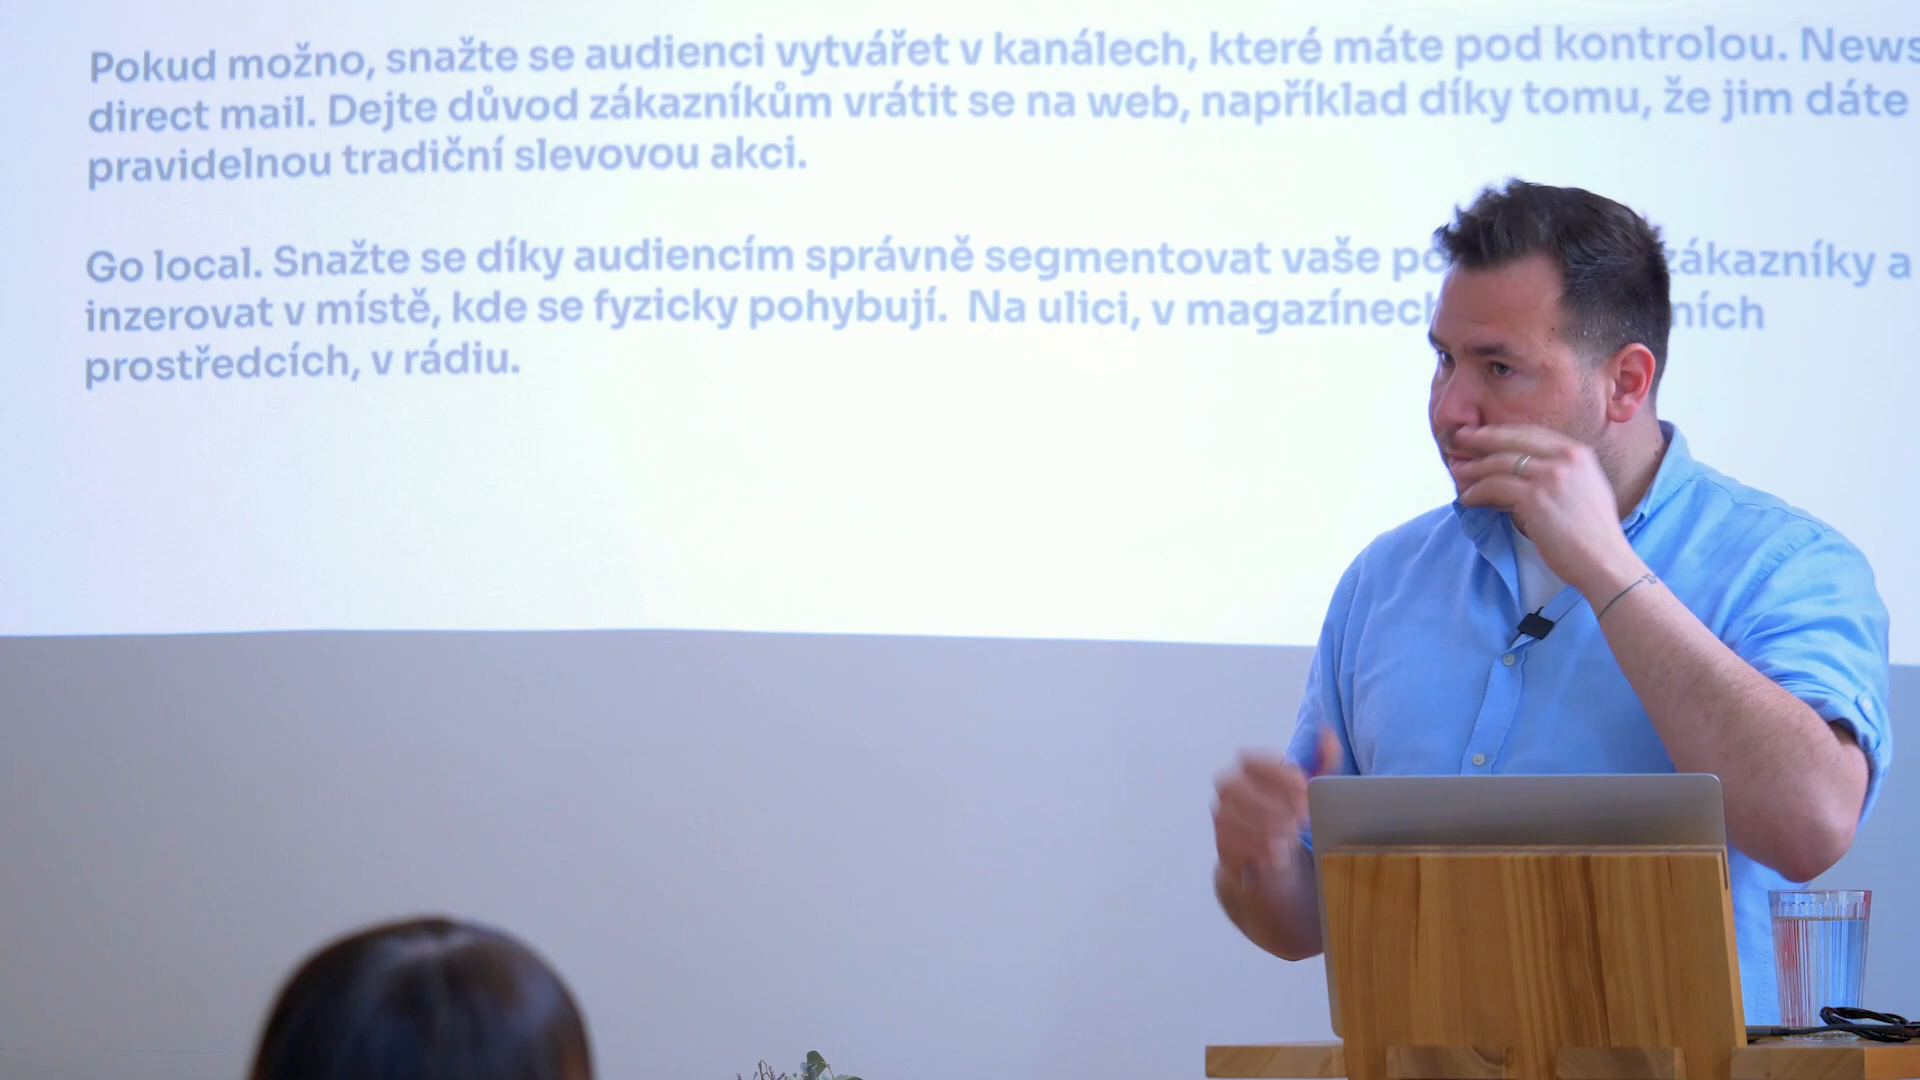 Pokud možno, snažte se audienci vytvářet v kanálech, které máte pod kontrolou. News
direct mail. Dejte důvod zákazníkům vrátit se na web, například díky tomu, že jim dáte
pravidelnou tradiční slevovou akci.
Go local. Snažte se díky audiencím správně segmentovat vaše zákazníky a
inzerovat v místě, kde se fyzicky pohybují. Na ulici, v magazínech
prostředcích, v rádiu.